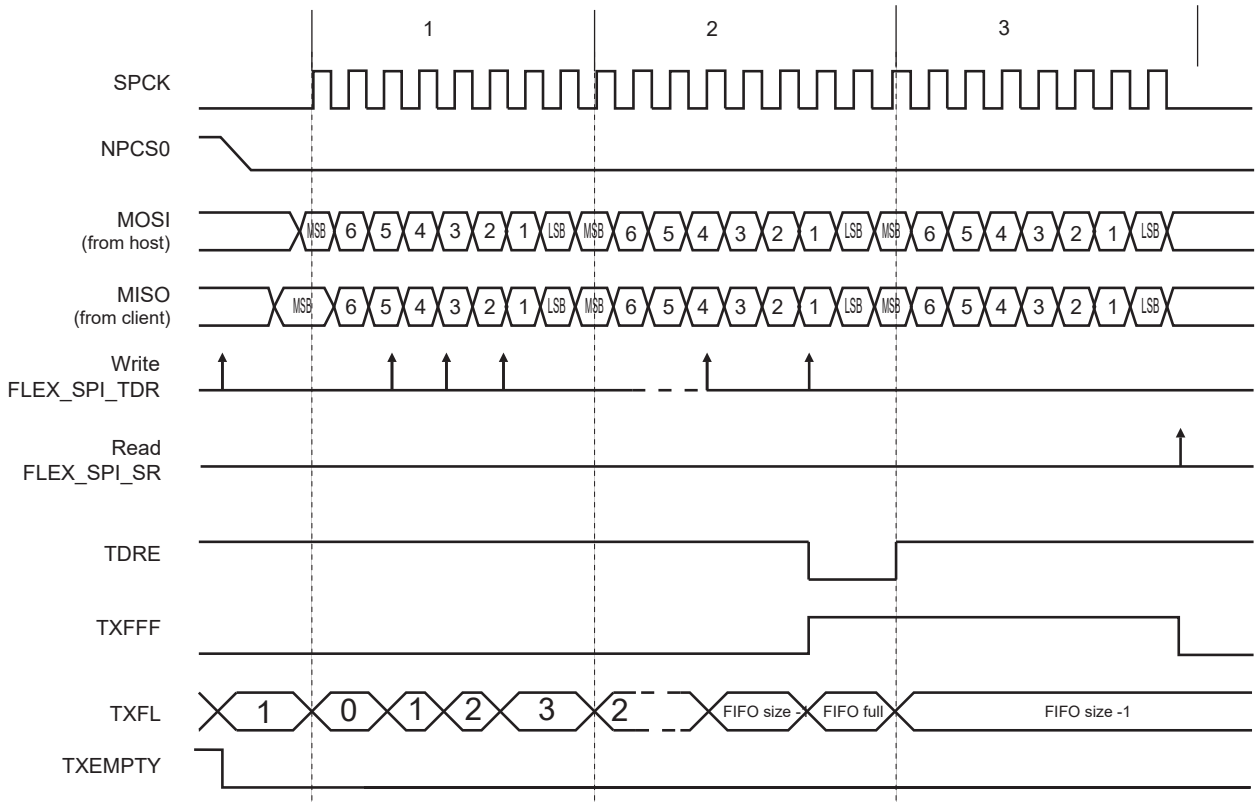 1 2 3
SPCK
NPCS0
MOSI
(from host)
MSB 6 5 4 3 2 1 LSB MSB 6 5 4 3 2 1 LSB MSB 6 5 4 3 2 1 LSB
MISO
(from client)
MSB 6 5 4 3 2 1 LSB MSB 6 5 4 3 2 1 LSB MSB 6 5 4 3 2 1 LSB
Write
FLEX_SPI_TDR
Read
FLEX_SPI_SR
TDRE
TXFFF
TXFL 1 0 1 2 3 2 FIFO size -1 FIFO full FIFO size -1
TXEMPTY